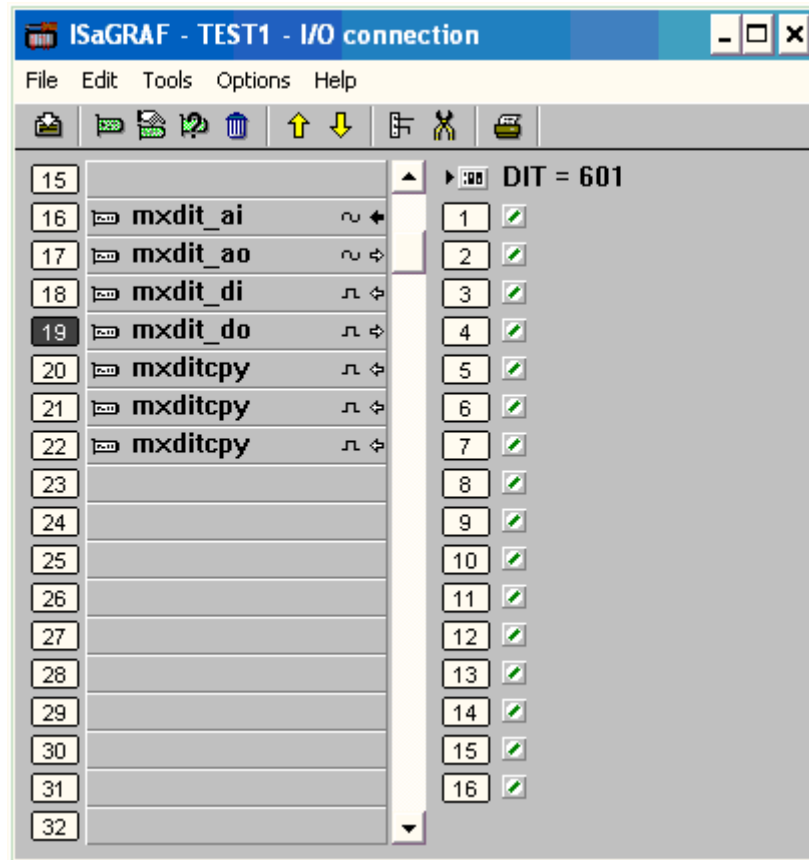 ISaGRAF - TEST1 - I/O connection
File Edit Tools Options Help
15
16 mxdit_ai
17 mxdit_ao
18 mxdit_di
19 mxdit_do
20 mxditcpy
21 mxditcpy
22 mxditcpy
23
24
25
26
27
28
29
30
31
32
DIT = 601
1
2
3
4
5
6
7
8
9
10
11
12
13
14
15
16